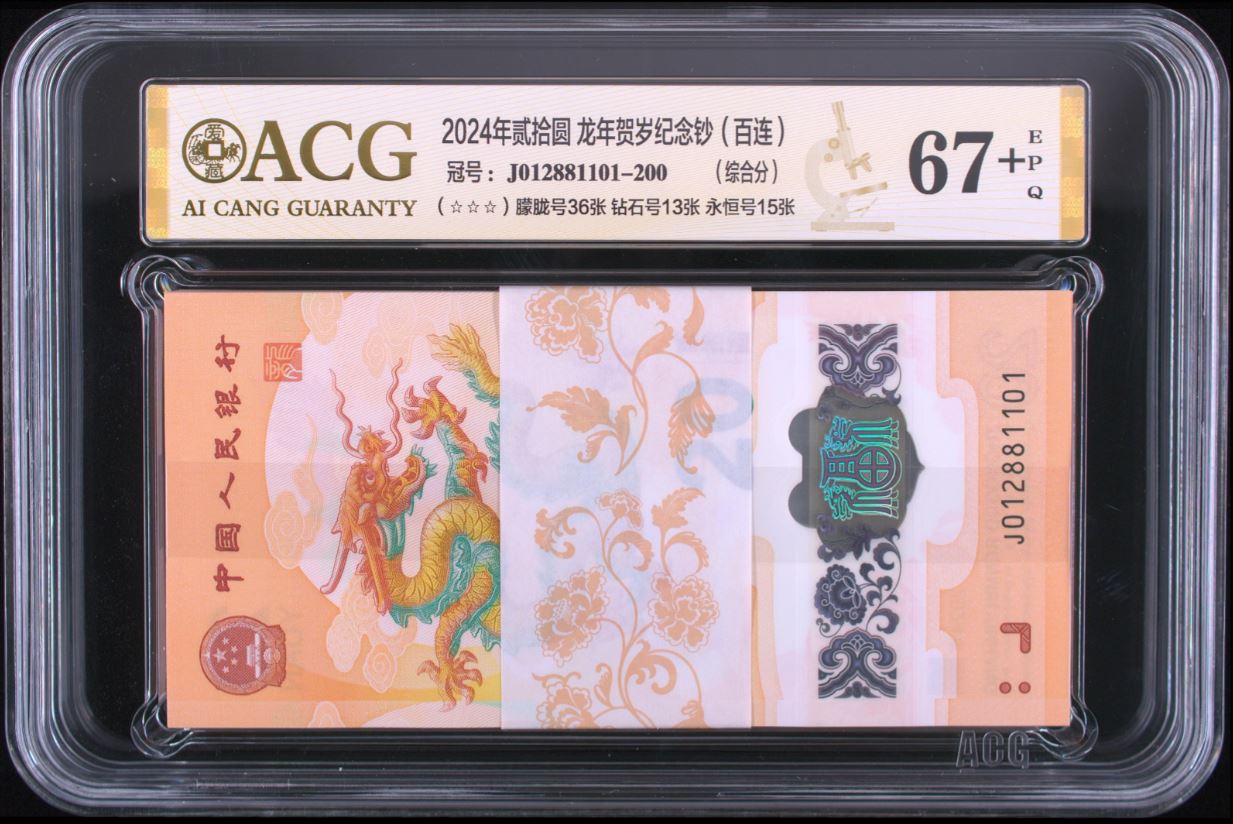 ACG
AI CANG GUARANTY
2024年贰拾圆 龙年贺岁纪念钞（百连）
冠号：J012881101-200 （综合分）
（☆☆☆）朦胧号36张 钻石号13张 永恒号15张
67+
EPQ
中国人民银行
20
J012881101
ACG